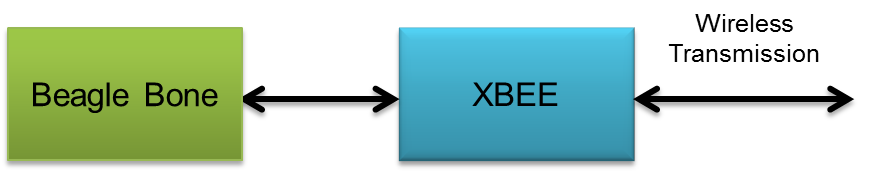 Beagle Bone
XBEE
Wireless
Transmission